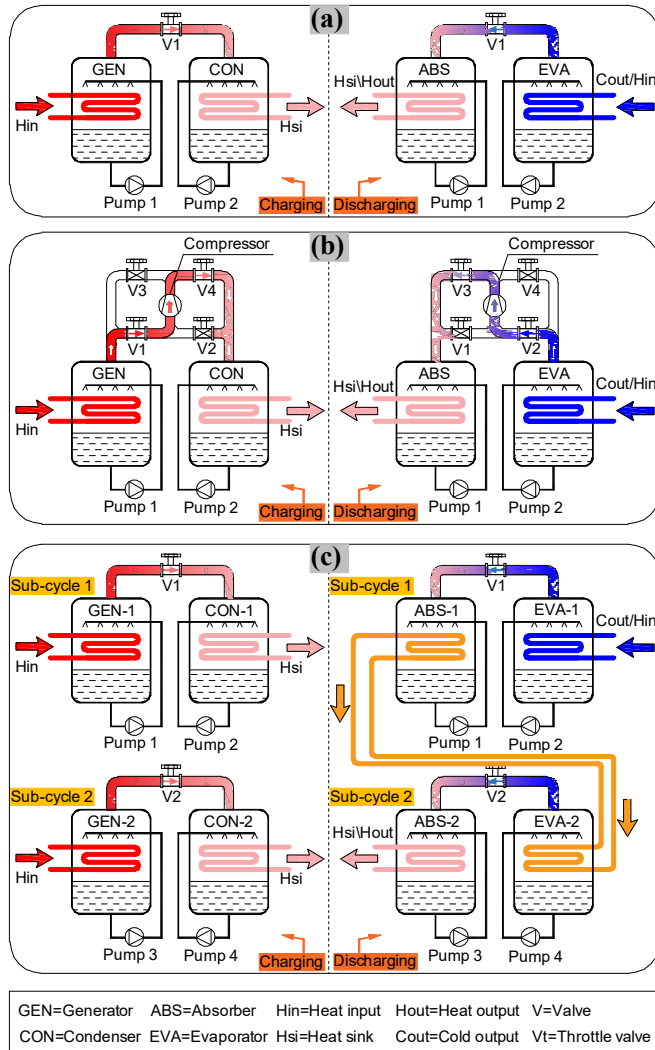 (a)
V1
V1
GEN
CON
ABS
EVA
Hsi\Hout
Cout/Hin
Hin
Hsi
Pump 1
Pump 2
Pump 1
Pump 2
Charging
Discharging
(b)
Compressor
Compressor
V3
V4
V3
V4
V1
V2
V1
V2
GEN
CON
ABS
EVA
Hsi\Hout
Cout/Hin
Hin
Hsi
Pump 1
Pump 2
Pump 1
Pump 2
Charging
Discharging
(c)
Sub-cycle 1
V1
Sub-cycle 1
V1
GEN-1
CON-1
ABS-1
EVA-1
Cout/Hin
Hin
Hsi
Pump 1
Pump 2
Pump 1
Pump 2
Sub-cycle 2
V2
Sub-cycle 2
V2
GEN-2
CON-2
ABS-2
EVA-2
Hsi\Hout
Hin
Hsi
Pump 3
Pump 4
Pump 3
Pump 4
Charging
Discharging
GEN=Generator ABS=Absorber Hin=Heat input Hout=Heat output V=Valve
CON=Condenser EVA=Evaporator Hsi=Heat sink Cout=Cold output Vt=Throttle valve